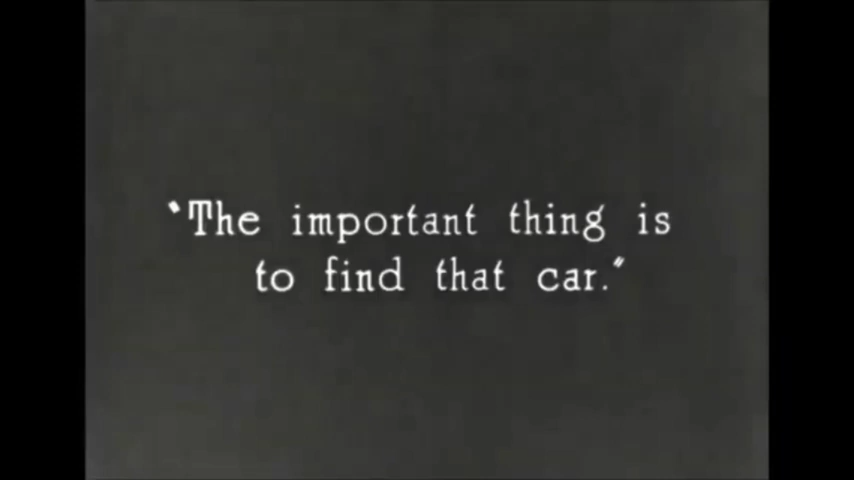 "The important thing is
to find that car."